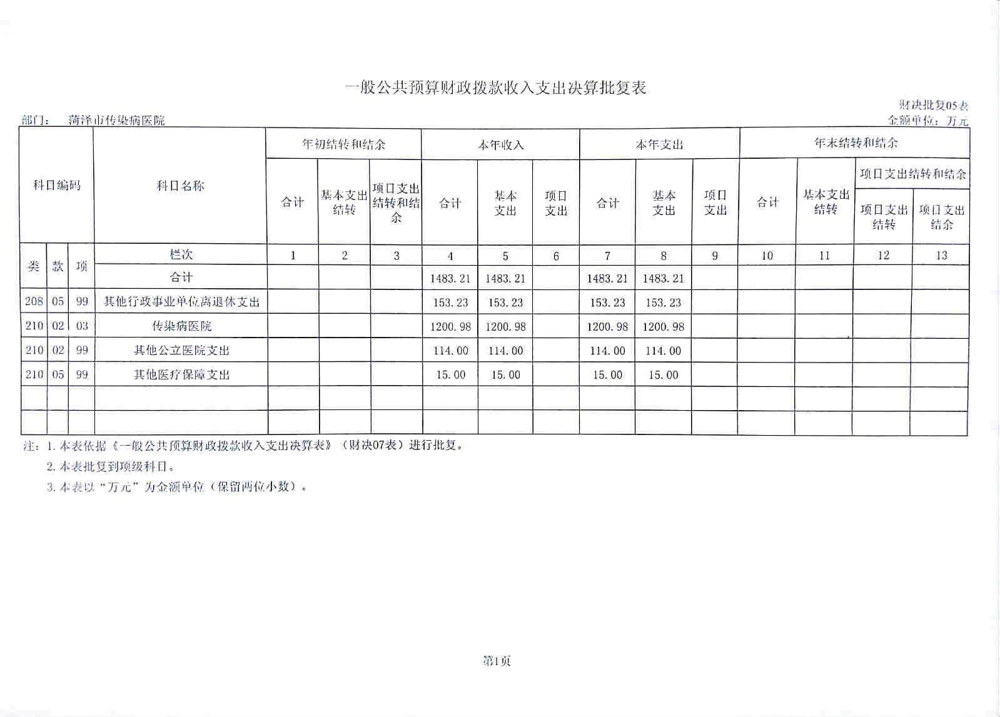 一般公共预算财政拨款收入支出决算批复表
财决批复05表
部门： 菏泽市传染病医院 金额单位：万元
科目编码 科目名称 年初结转和结余 本年收入 本年支出 年末结转和结余
合计 基本支出结转 项目支出结转和结余 合计 基本支出 项目支出 合计 基本支出 项目支出 合计 基本支出结转 项目支出结转和结余
项目支出结转 项目支出结余
类 款 项 栏次 1 2 3 4 5 6 7 8 9 10 11 12 13
合计 1483.21 1483.21 1483.21 1483.21
208 05 99 其他行政事业单位离退休支出 153.23 153.23 153.23 153.23
210 02 03 传染病医院 1200.98 1200.98 1200.98 1200.98
210 02 99 其他公立医院支出 114.00 114.00 114.00 114.00
210 05 99 其他医疗保障支出 15.00 15.00 15.00 15.00
注：1.本表依据《一般公共预算财政拨款收入支出决算表》（财决07表）进行批复。
2.本表批复到项级科目。
3.本表以“万元”为金额单位（保留两位小数）。
第1页